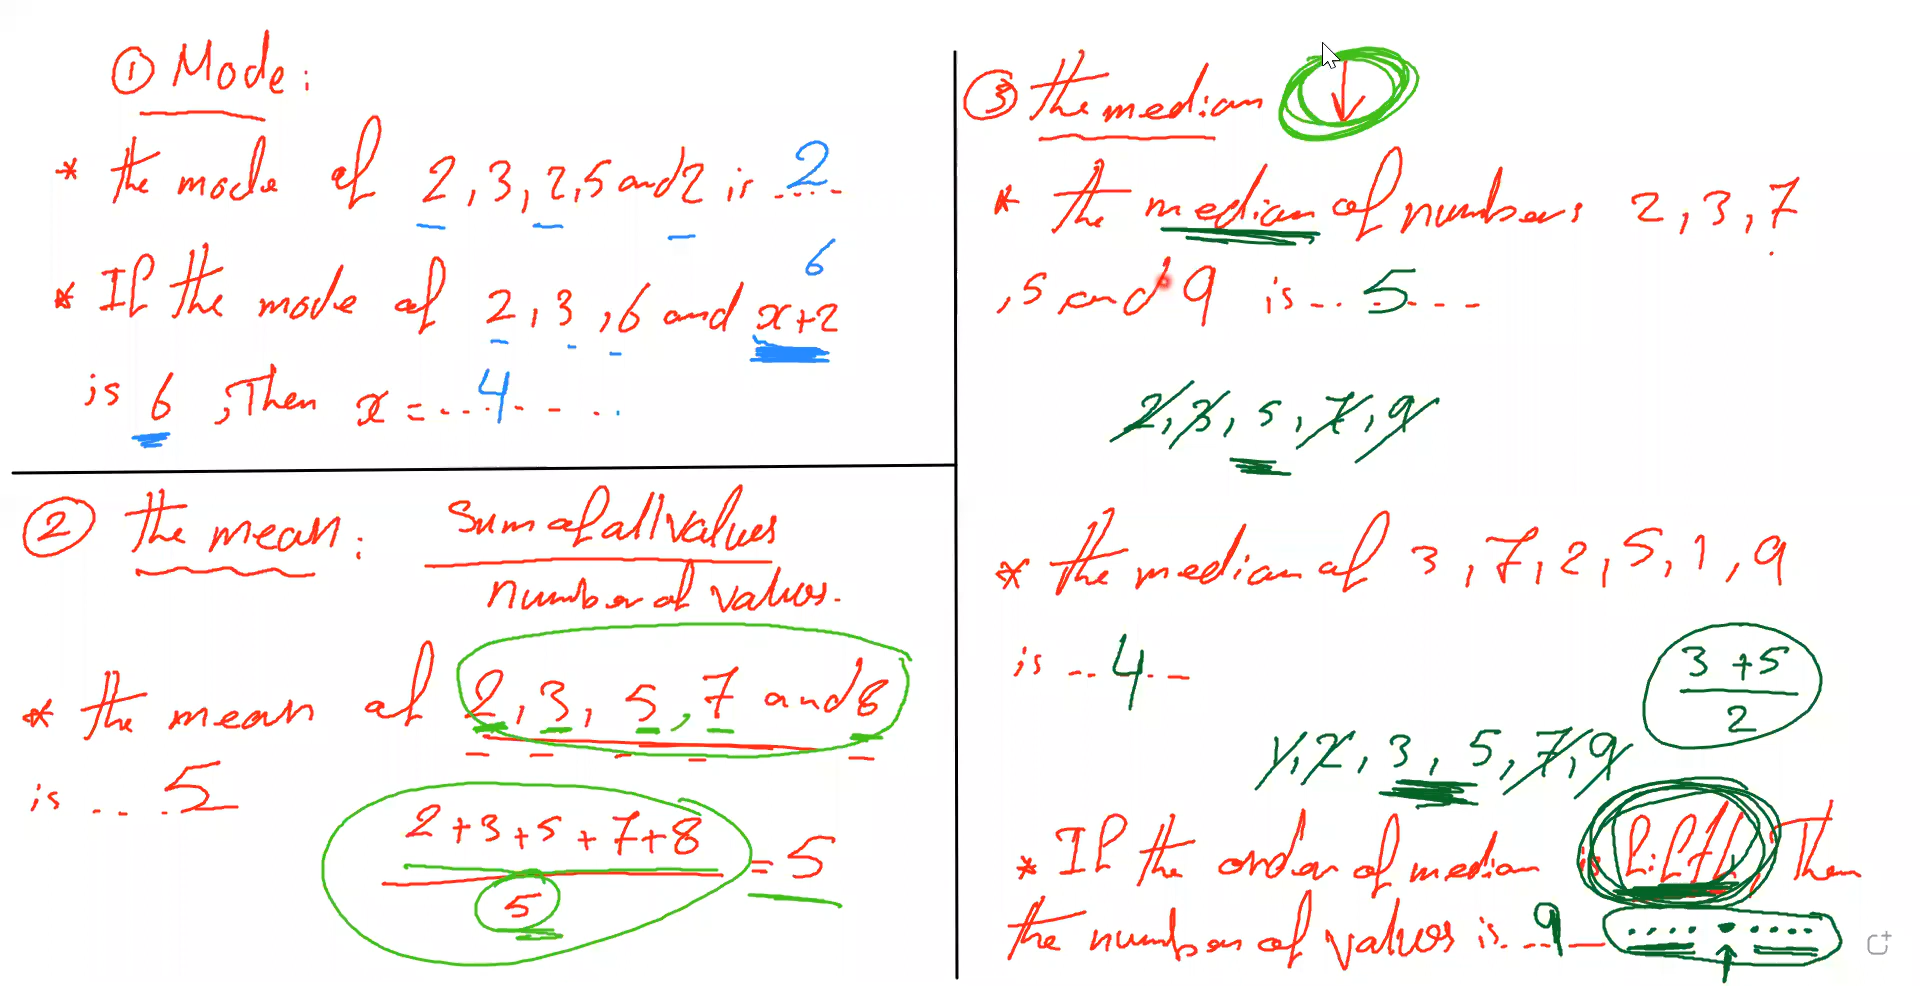 ① Mode:
* the mode of 2, 3, 2, 5 and 2 is ..2..
6
* If the mode of 2, 3, 6 and x+2
is 6, Then x = ...4.....
② the mean: Sum of all values
number of values.
* the mean of 2, 3, 5, 7 and 8
is ... 5
2+3+5+7+8
5
= 5
③ the median ↓
* the median of numbers 2, 3, 7
, 5 and 9 is .. 5 ...
2, 3, 5, 7, 9
* the median of 3, 7, 2, 5, 1, 9
is .. 4 ..
3 + 5
2
1, 2, 3, 5, 7, 9
* If the order of median is fifth, Then
the number of values is .. 9 ..